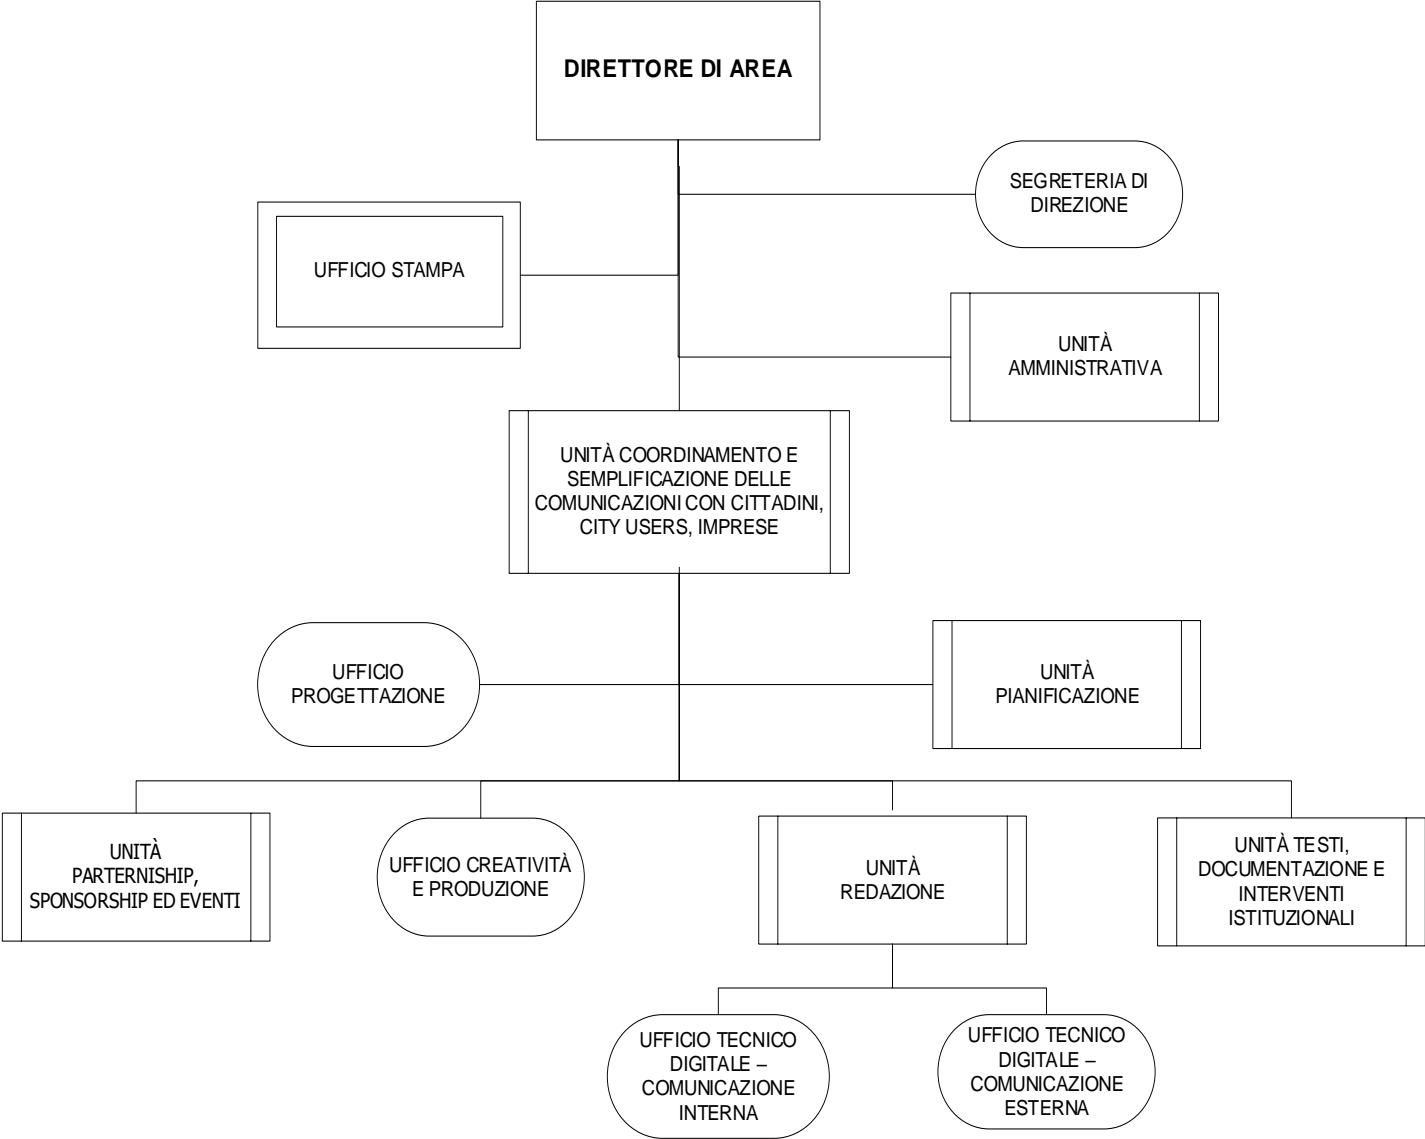 DIRETTORE DI AREA
SEGRETERIA DI
DIREZIONE
UFFICIO STAMPA
UNITÀ
AMMINISTRATIVA
UNITÀ COORDINAMENTO E
SEMPLIFICAZIONE DELLE
COMUNICAZIONI CON CITTADINI,
CITY USERS, IMPRESE
UFFICIO
PROGETTAZIONE
UNITÀ
PIANIFICAZIONE
UNITÀ
PARTERNISHIP,
SPONSORSHIP ED EVENTI
UFFICIO CREATIVITÀ
E PRODUZIONE
UNITÀ
REDAZIONE
UNITÀ TESTI,
DOCUMENTAZIONE E
INTERVENTI
ISTITUZIONALI
UFFICIO TECNICO
DIGITALE –
COMUNICAZIONE
INTERNA
UFFICIO TECNICO
DIGITALE –
COMUNICAZIONE
ESTERNA